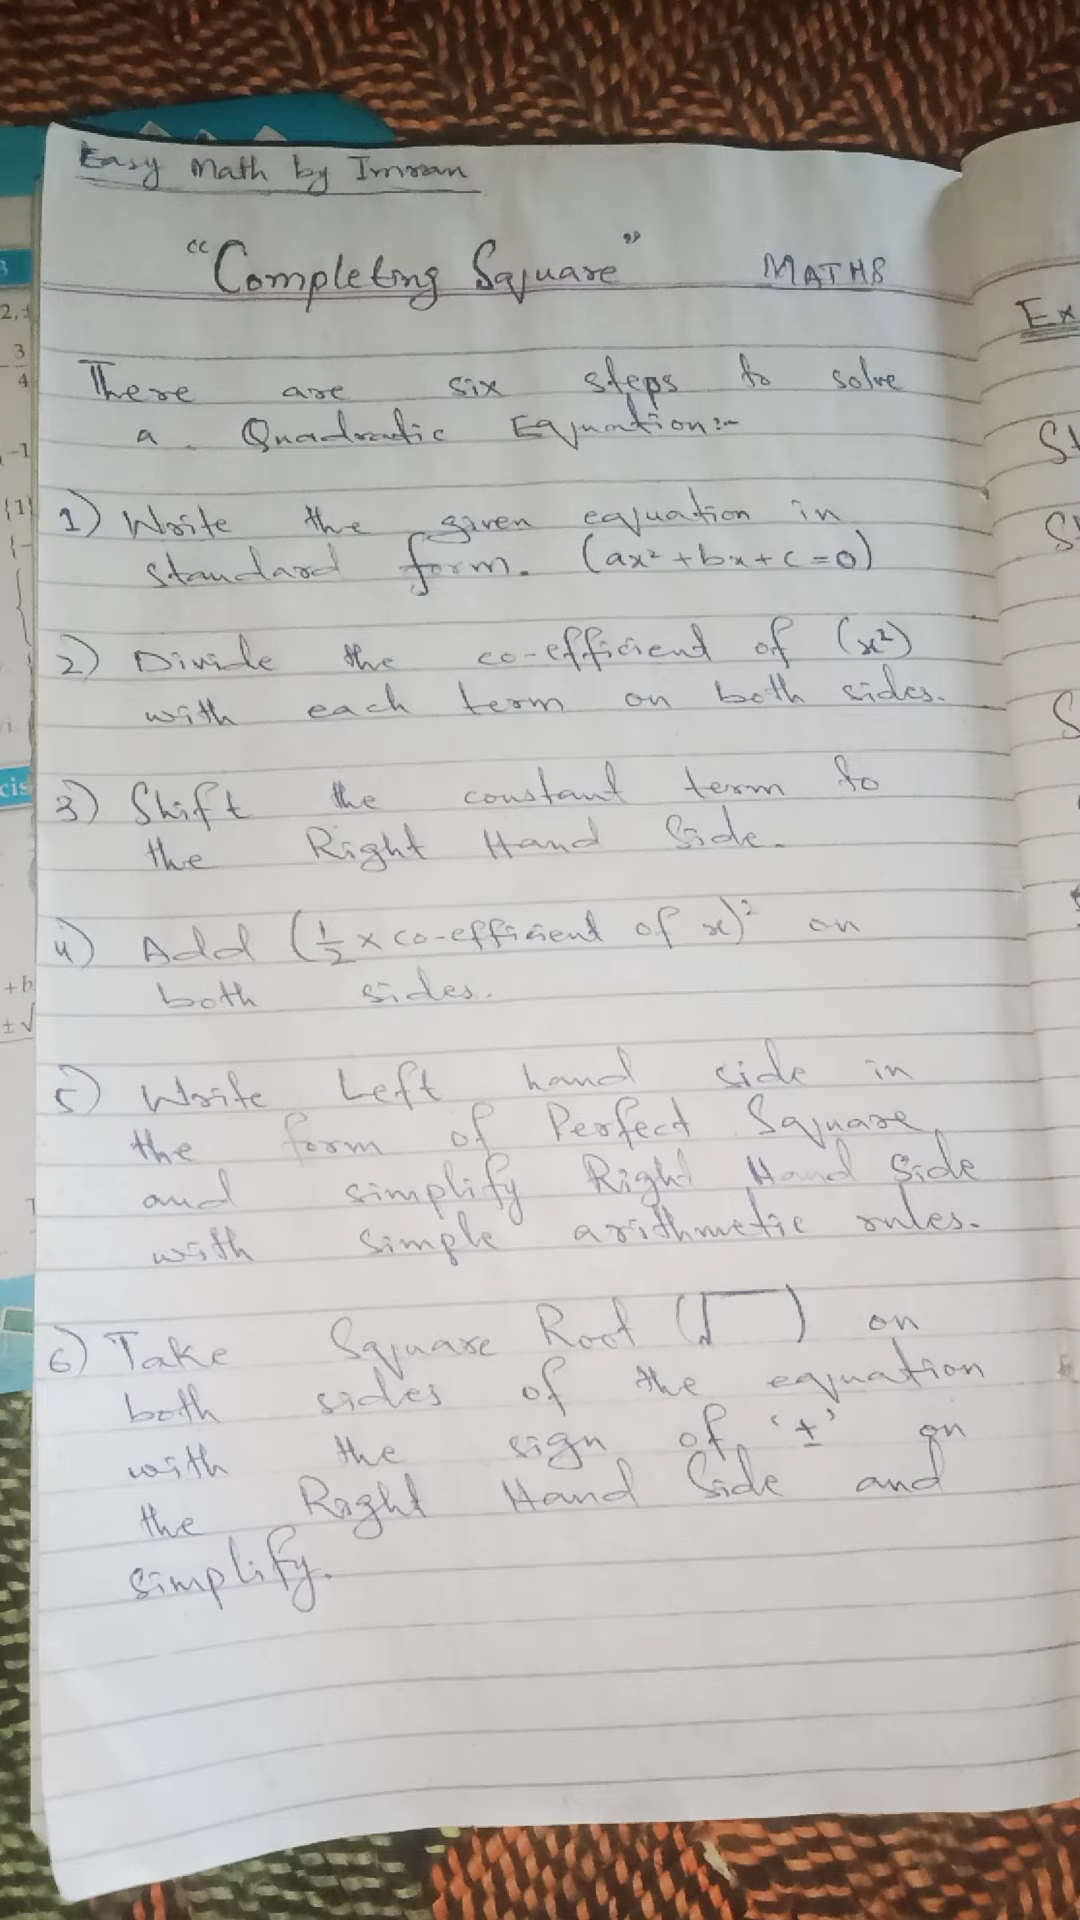 Easy Math by Imran
"Completing Square" MATHS
There are six steps to solve
a Quadratic Equation:-
1) Write the given equation in
standard form. (ax² + bx + c = 0)
2) Divide the co-efficient of (x²)
with each term on both sides.
3) Shift the constant term to
the Right Hand Side.
4) Add (1/2 × co-efficient of x)² on
both sides.
5) Write Left hand side in
the form of Perfect Square,
and simplify Right Hand Side
with simple arithmetic rules.
6) Take Square Root (√ ) on
both sides of the equation
with the sign of '±' on
the Right Hand Side and
simplify.